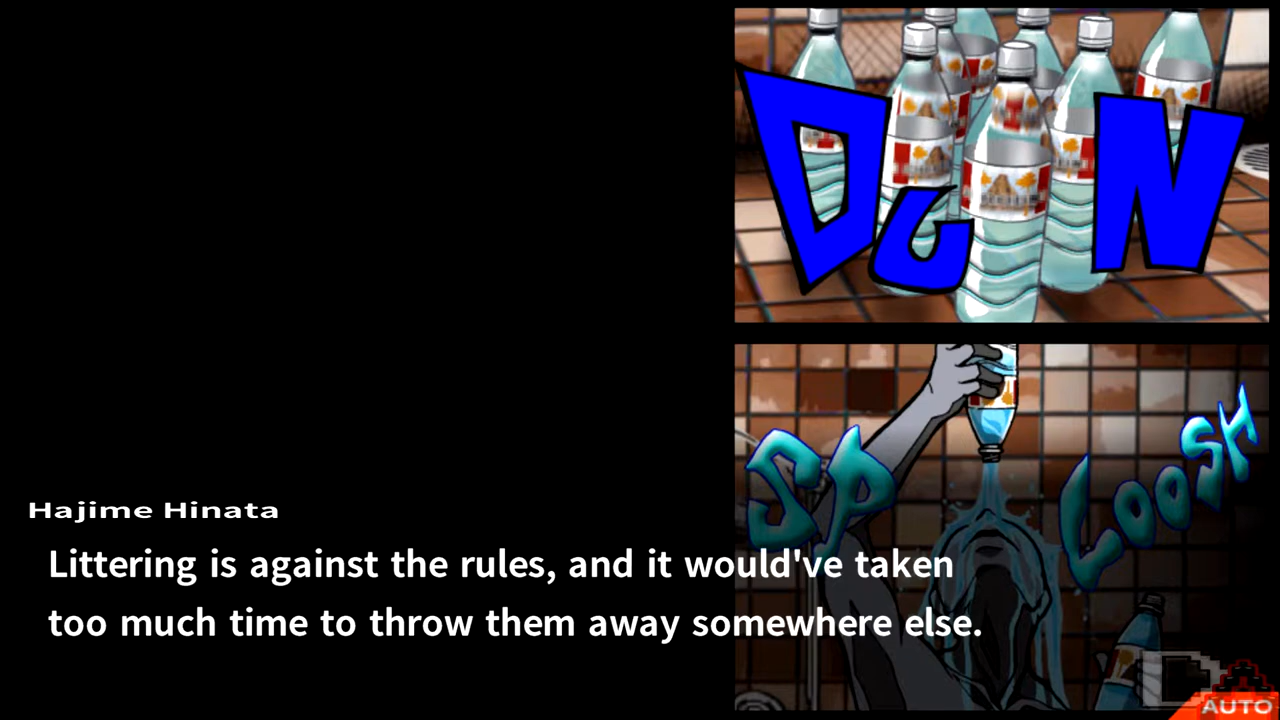 DUN
SPLOOSH
Hajime Hinata
Littering is against the rules, and it would've taken
too much time to throw them away somewhere else.
AUTO